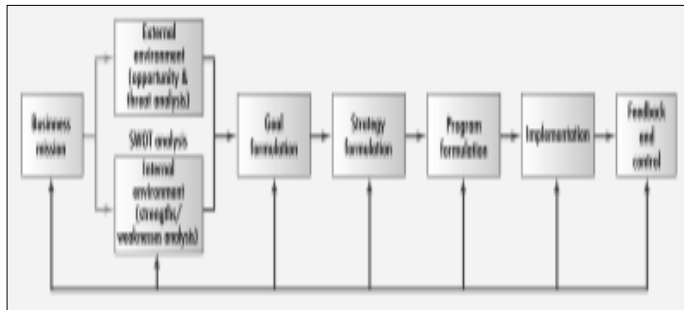 Business
mission
External
environment
(opportunity &
threat analysis)
SWOT analysis
Internal
environment
(strengths/
weaknesses analysis)
Goal
formulation
Strategy
formulation
Program
formulation
Implementation
Feedback
and
control